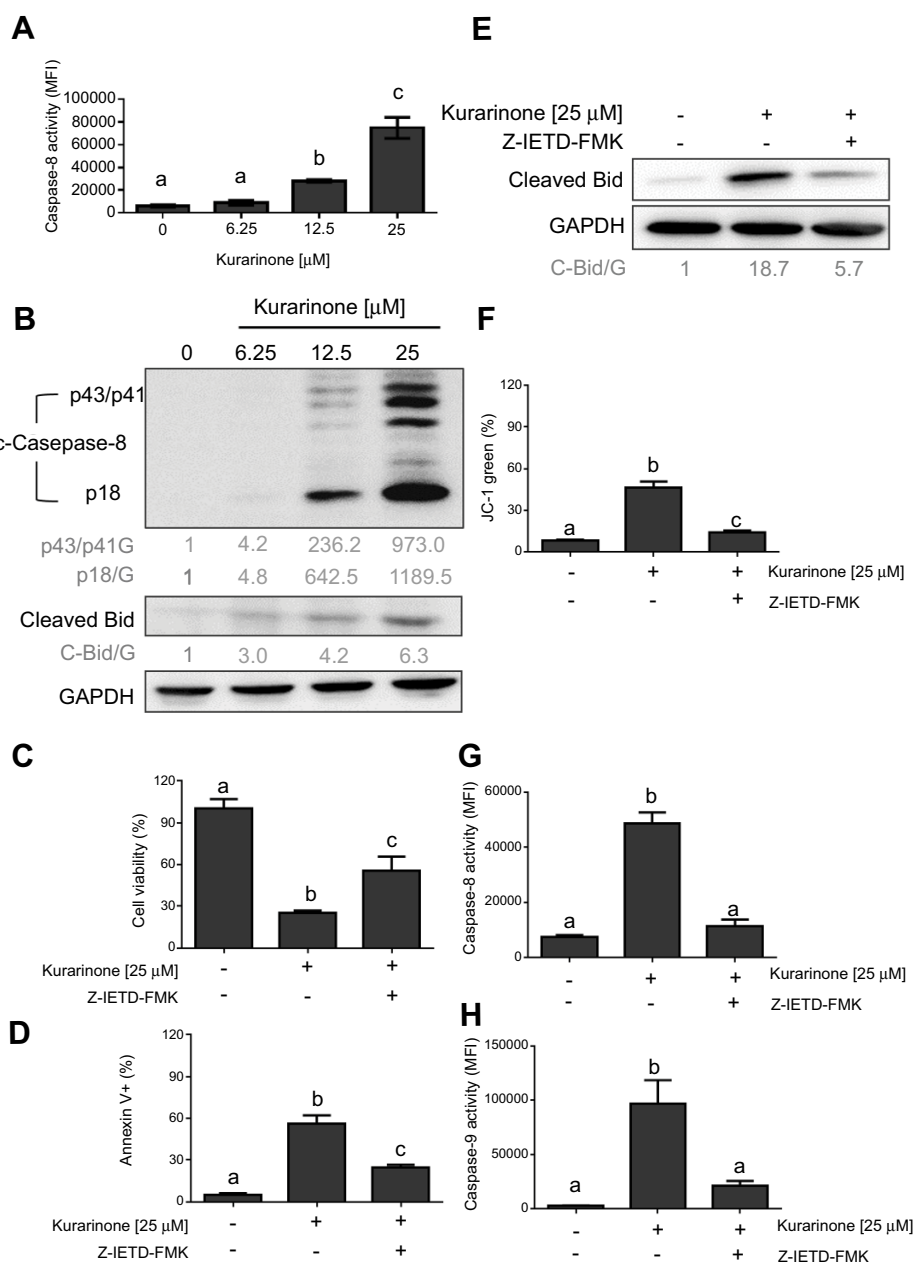 A
Caspase-8 activity (MFI)
100000
80000
60000
40000
20000
0
a
a
b
c
0 6.25 12.5 25
Kurarinone [μM]
B
Kurarinone [μM]
0 6.25 12.5 25
p43/p41
c-Casepase-8
p18
p43/p41G 1 4.2 236.2 973.0
p18/G 1 4.8 642.5 1189.5
Cleaved Bid
C-Bid/G 1 3.0 4.2 6.3
GAPDH
C
Cell viability (%)
120
90
60
30
0
a
b
c
Kurarinone [25 μM] - + +
Z-IETD-FMK - - +
D
Annexin V+ (%)
120
90
60
30
0
a
b
c
Kurarinone [25 μM] - + +
Z-IETD-FMK - - +
E
Kurarinone [25 μM] - + +
Z-IETD-FMK - - +
Cleaved Bid
GAPDH
C-Bid/G 1 18.7 5.7
F
JC-1 green (%)
120
90
60
30
0
a
b
c
- + + Kurarinone [25 μM]
- - + Z-IETD-FMK
G
Caspase-8 activity (MFI)
60000
40000
20000
0
a
b
a
- + + Kurarinone [25 μM]
- - + Z-IETD-FMK
H
Caspase-9 activity (MFI)
150000
100000
50000
0
a
b
a
- + + Kurarinone [25 μM]
- - + Z-IETD-FMK